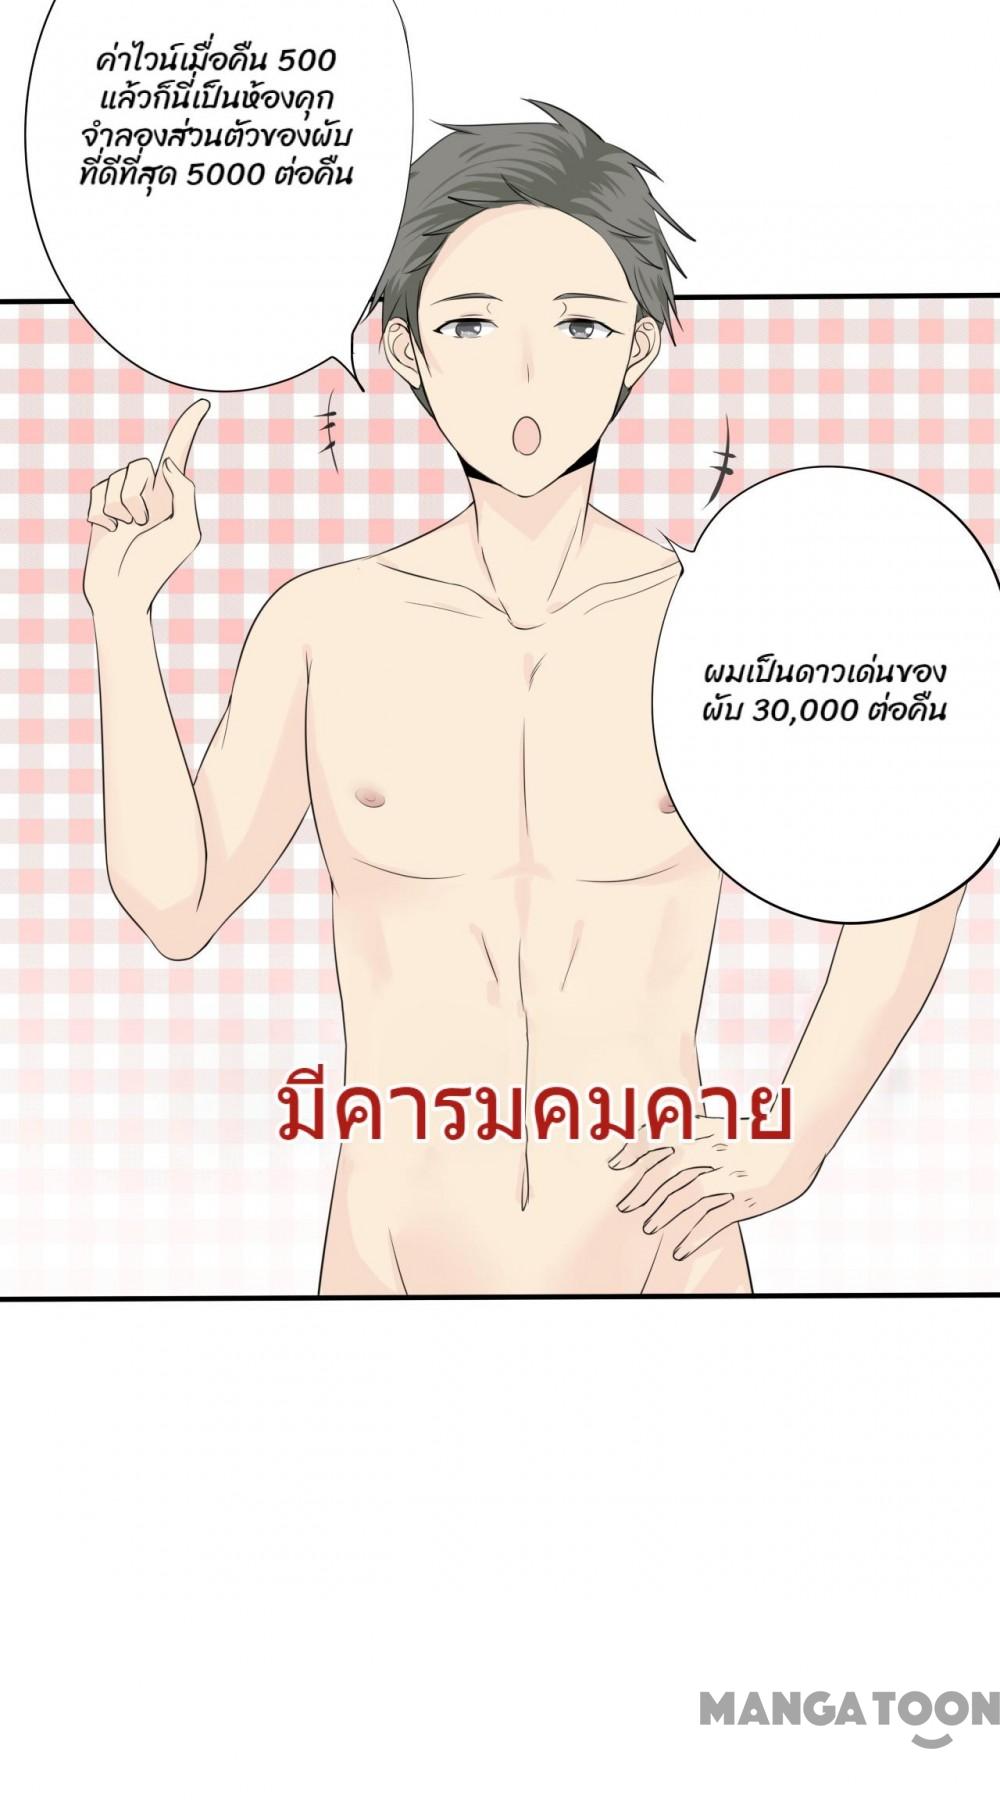 ค่าไวน์เมื่อคืน 500
แล้วก็นี่เป็นห้องคุก
จำลองส่วนตัวของผับ
ที่ดีที่สุด 5000 ต่อคืน
ผมเป็นดาวเด่นของ
ผับ 30,000 ต่อคืน
มีคารมคมคาย
MANGA TOON